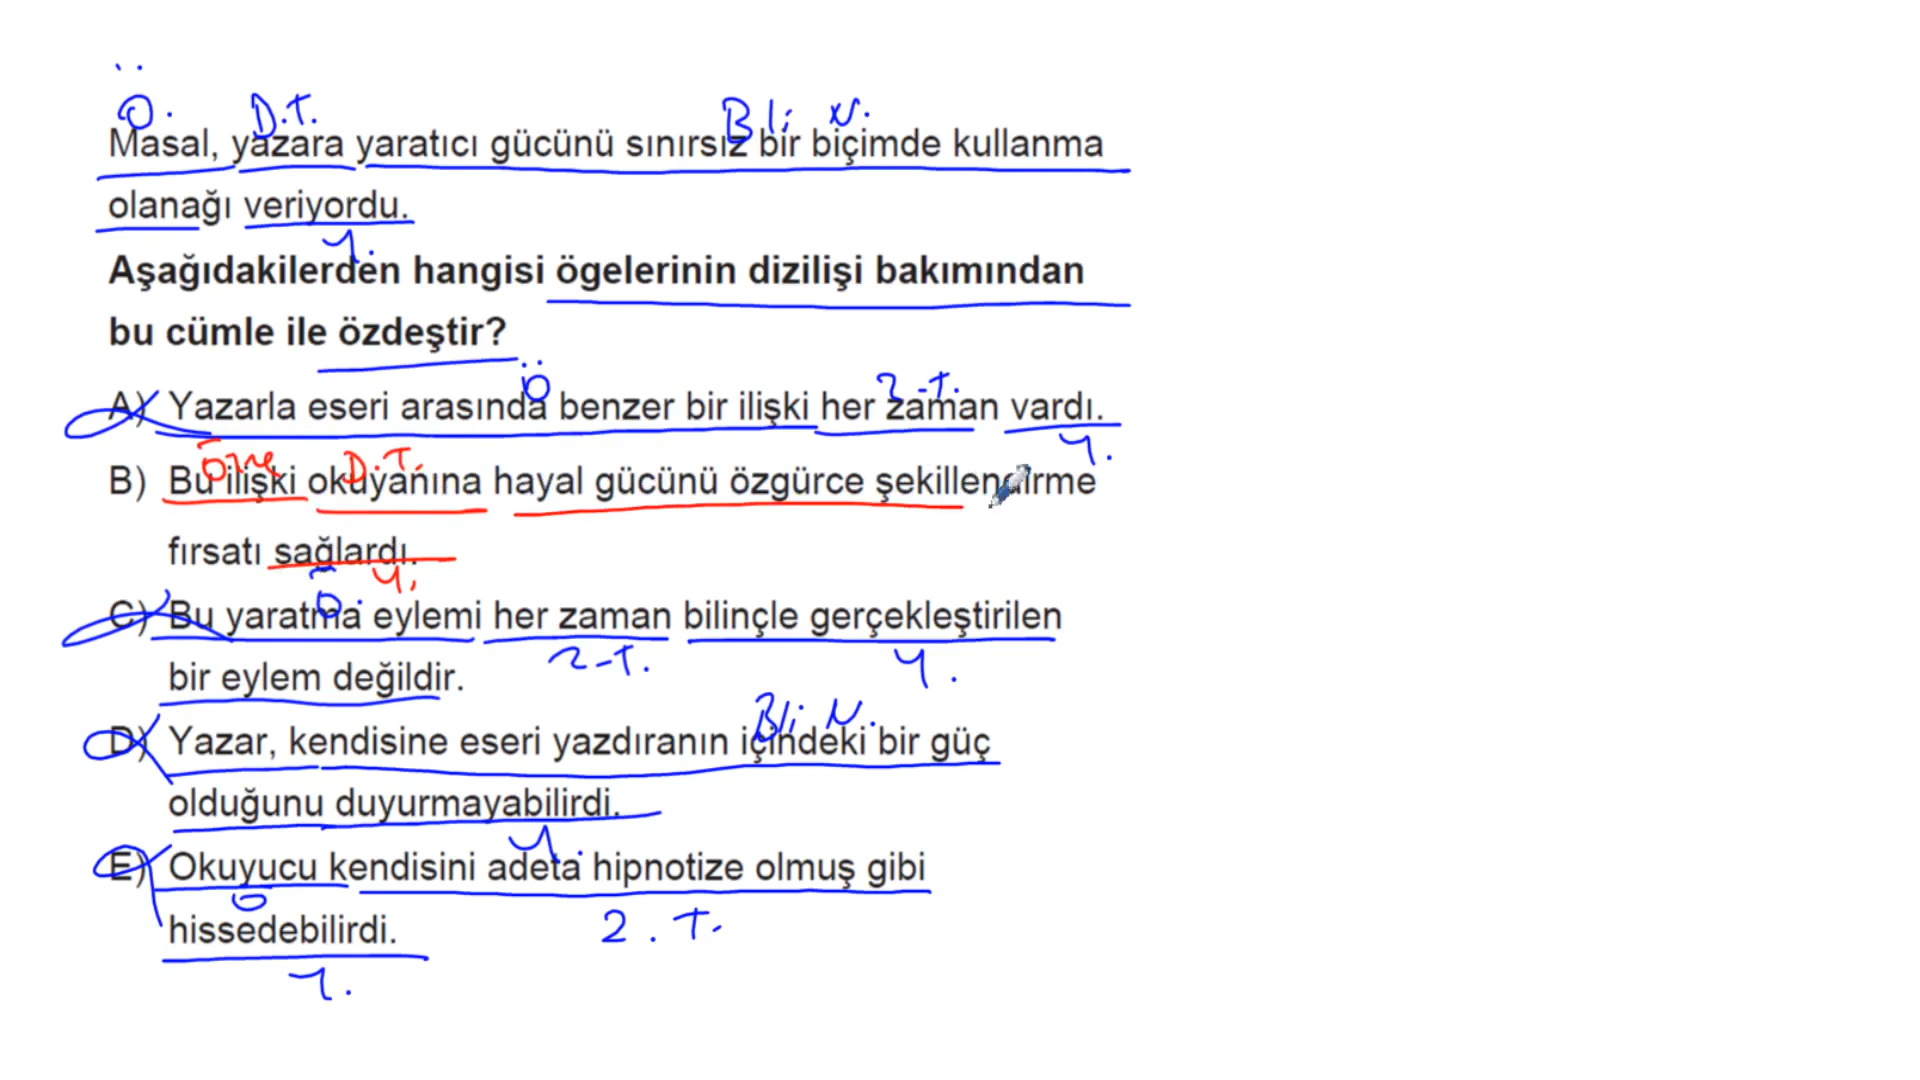 Ö. D.T. Bli N.
Masal, yazara yaratıcı gücünü sınırsız bir biçimde kullanma
olanağı veriyordu.
Y.
Aşağıdakilerden hangisi ögelerinin dizilişi bakımından
bu cümle ile özdeştir?
Ö Z.T.
A) Yazarla eseri arasında benzer bir ilişki her zaman vardı.
Y.
Özne D.T.
B) Bu ilişki okuyanına hayal gücünü özgürce şekillendirme
fırsatı sağlardı.
Y.
Ö.
C) Bu yaratma eylemi her zaman bilinçle gerçekleştirilen
Z.T. Y.
bir eylem değildir.
Bli N.
D) Yazar, kendisine eseri yazdıranın içindeki bir güç
olduğunu duyurmayabilirdi.
Y.
E) Okuyucu kendisini adeta hipnotize olmuş gibi
Ö Z.T.
hissedebilirdi.
Y.